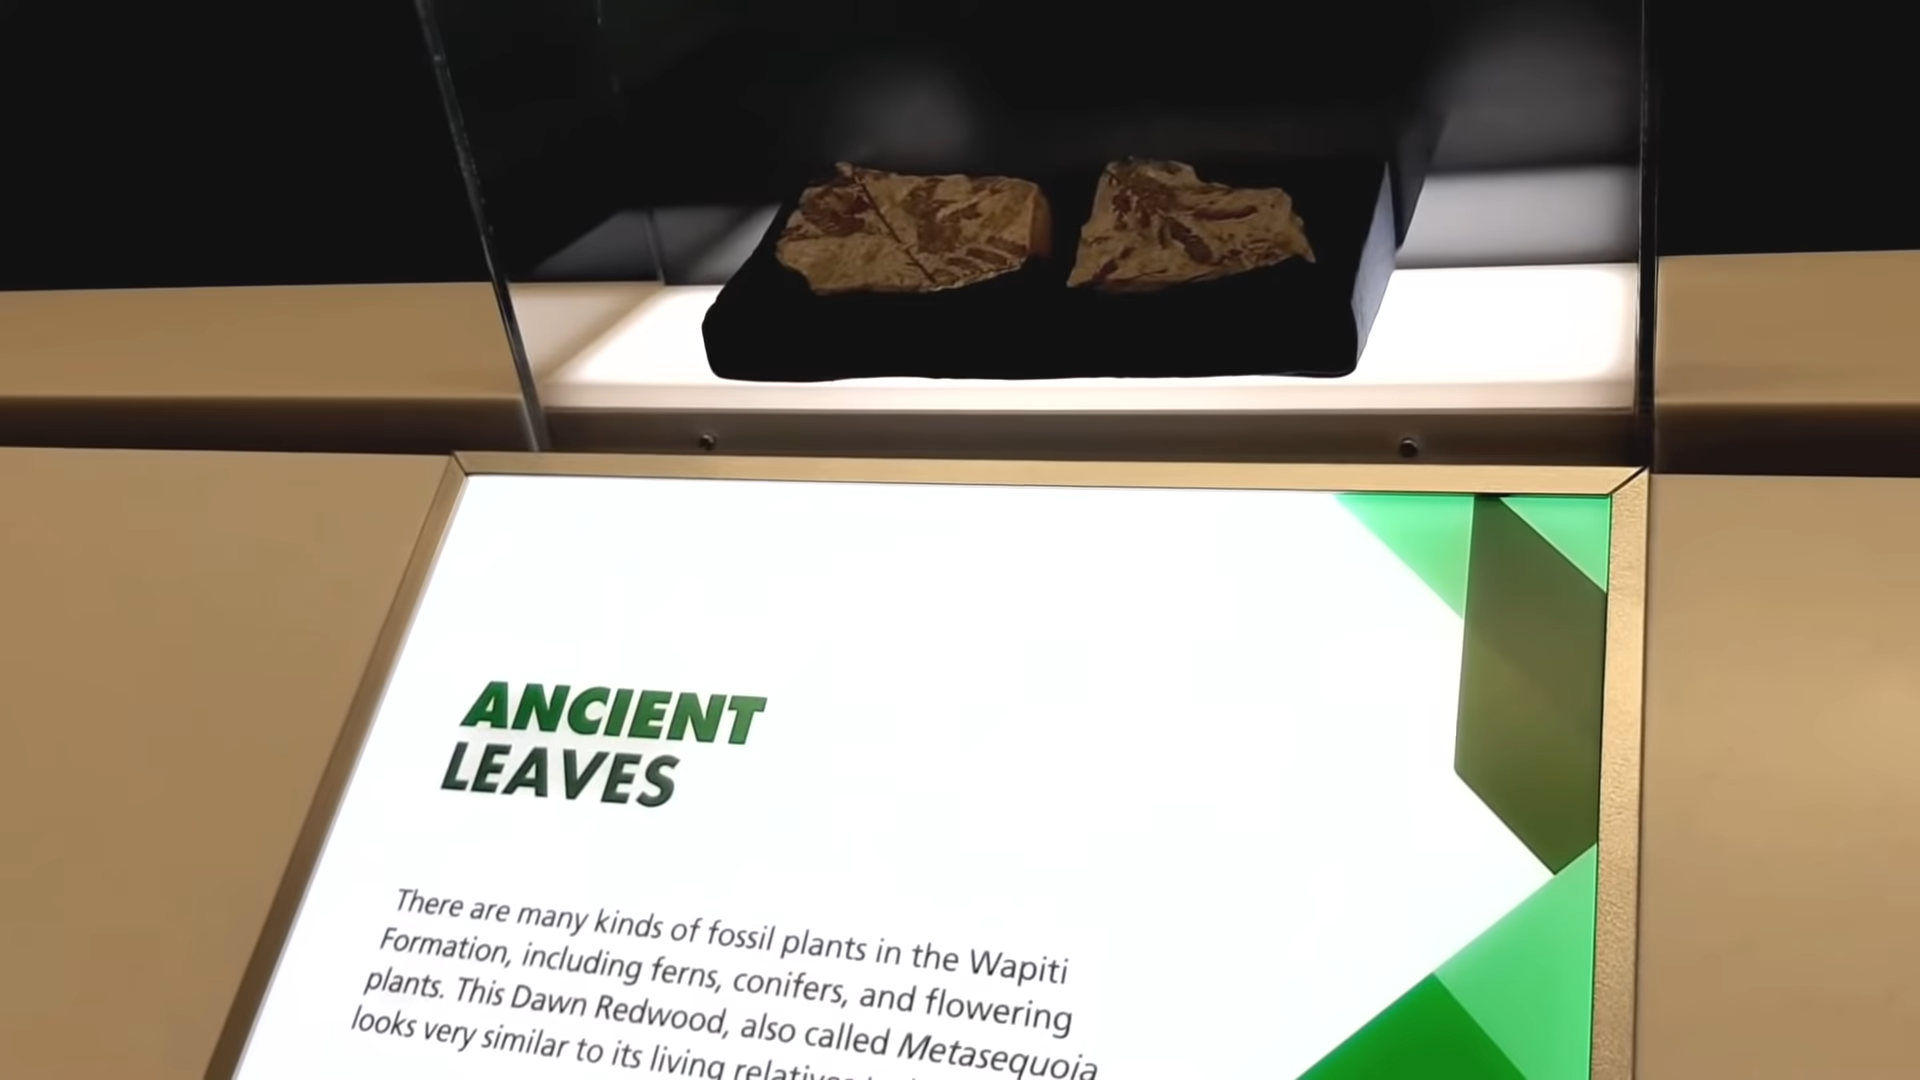 ANCIENT
LEAVES
There are many kinds of fossil plants in the Wapiti
Formation, including ferns, conifers, and flowering
plants. This Dawn Redwood, also called Metasequoia
looks very similar to its living relative